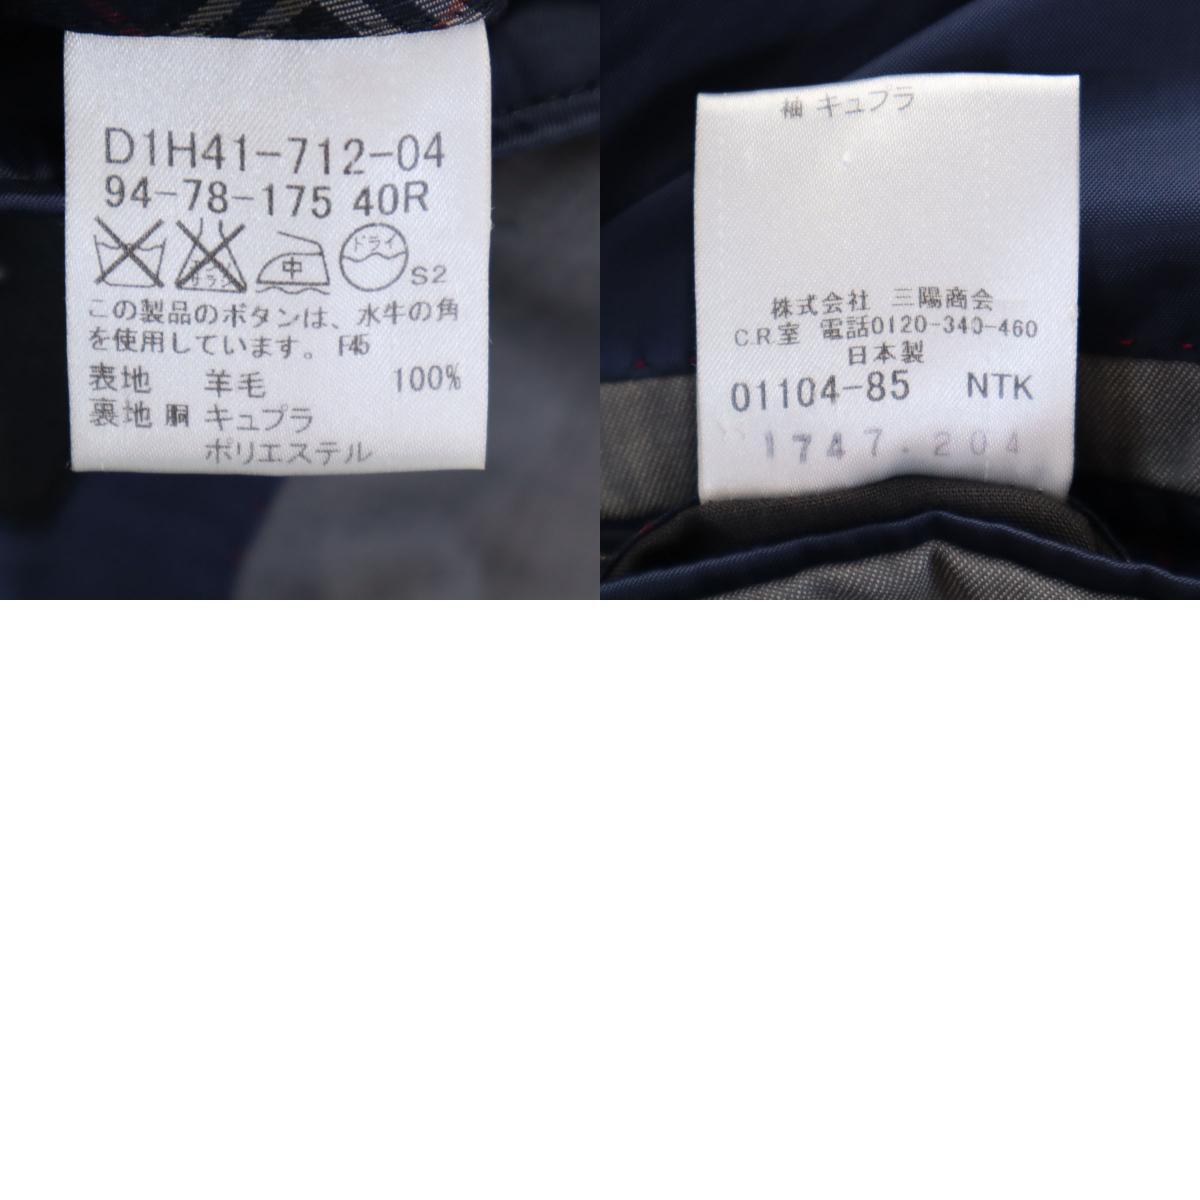 D1H41-712-04
94-78-175 40R
中 ドライ S2
この製品のボタンは、水牛の角
を使用しています。 F45
表地 羊毛 100%
裏地 胴 キュプラ
ポリエステル
袖 キュプラ
株式会社 三陽商会
C.R室 電話0120-340-460
日本製
01104-85 NTK
1747.204